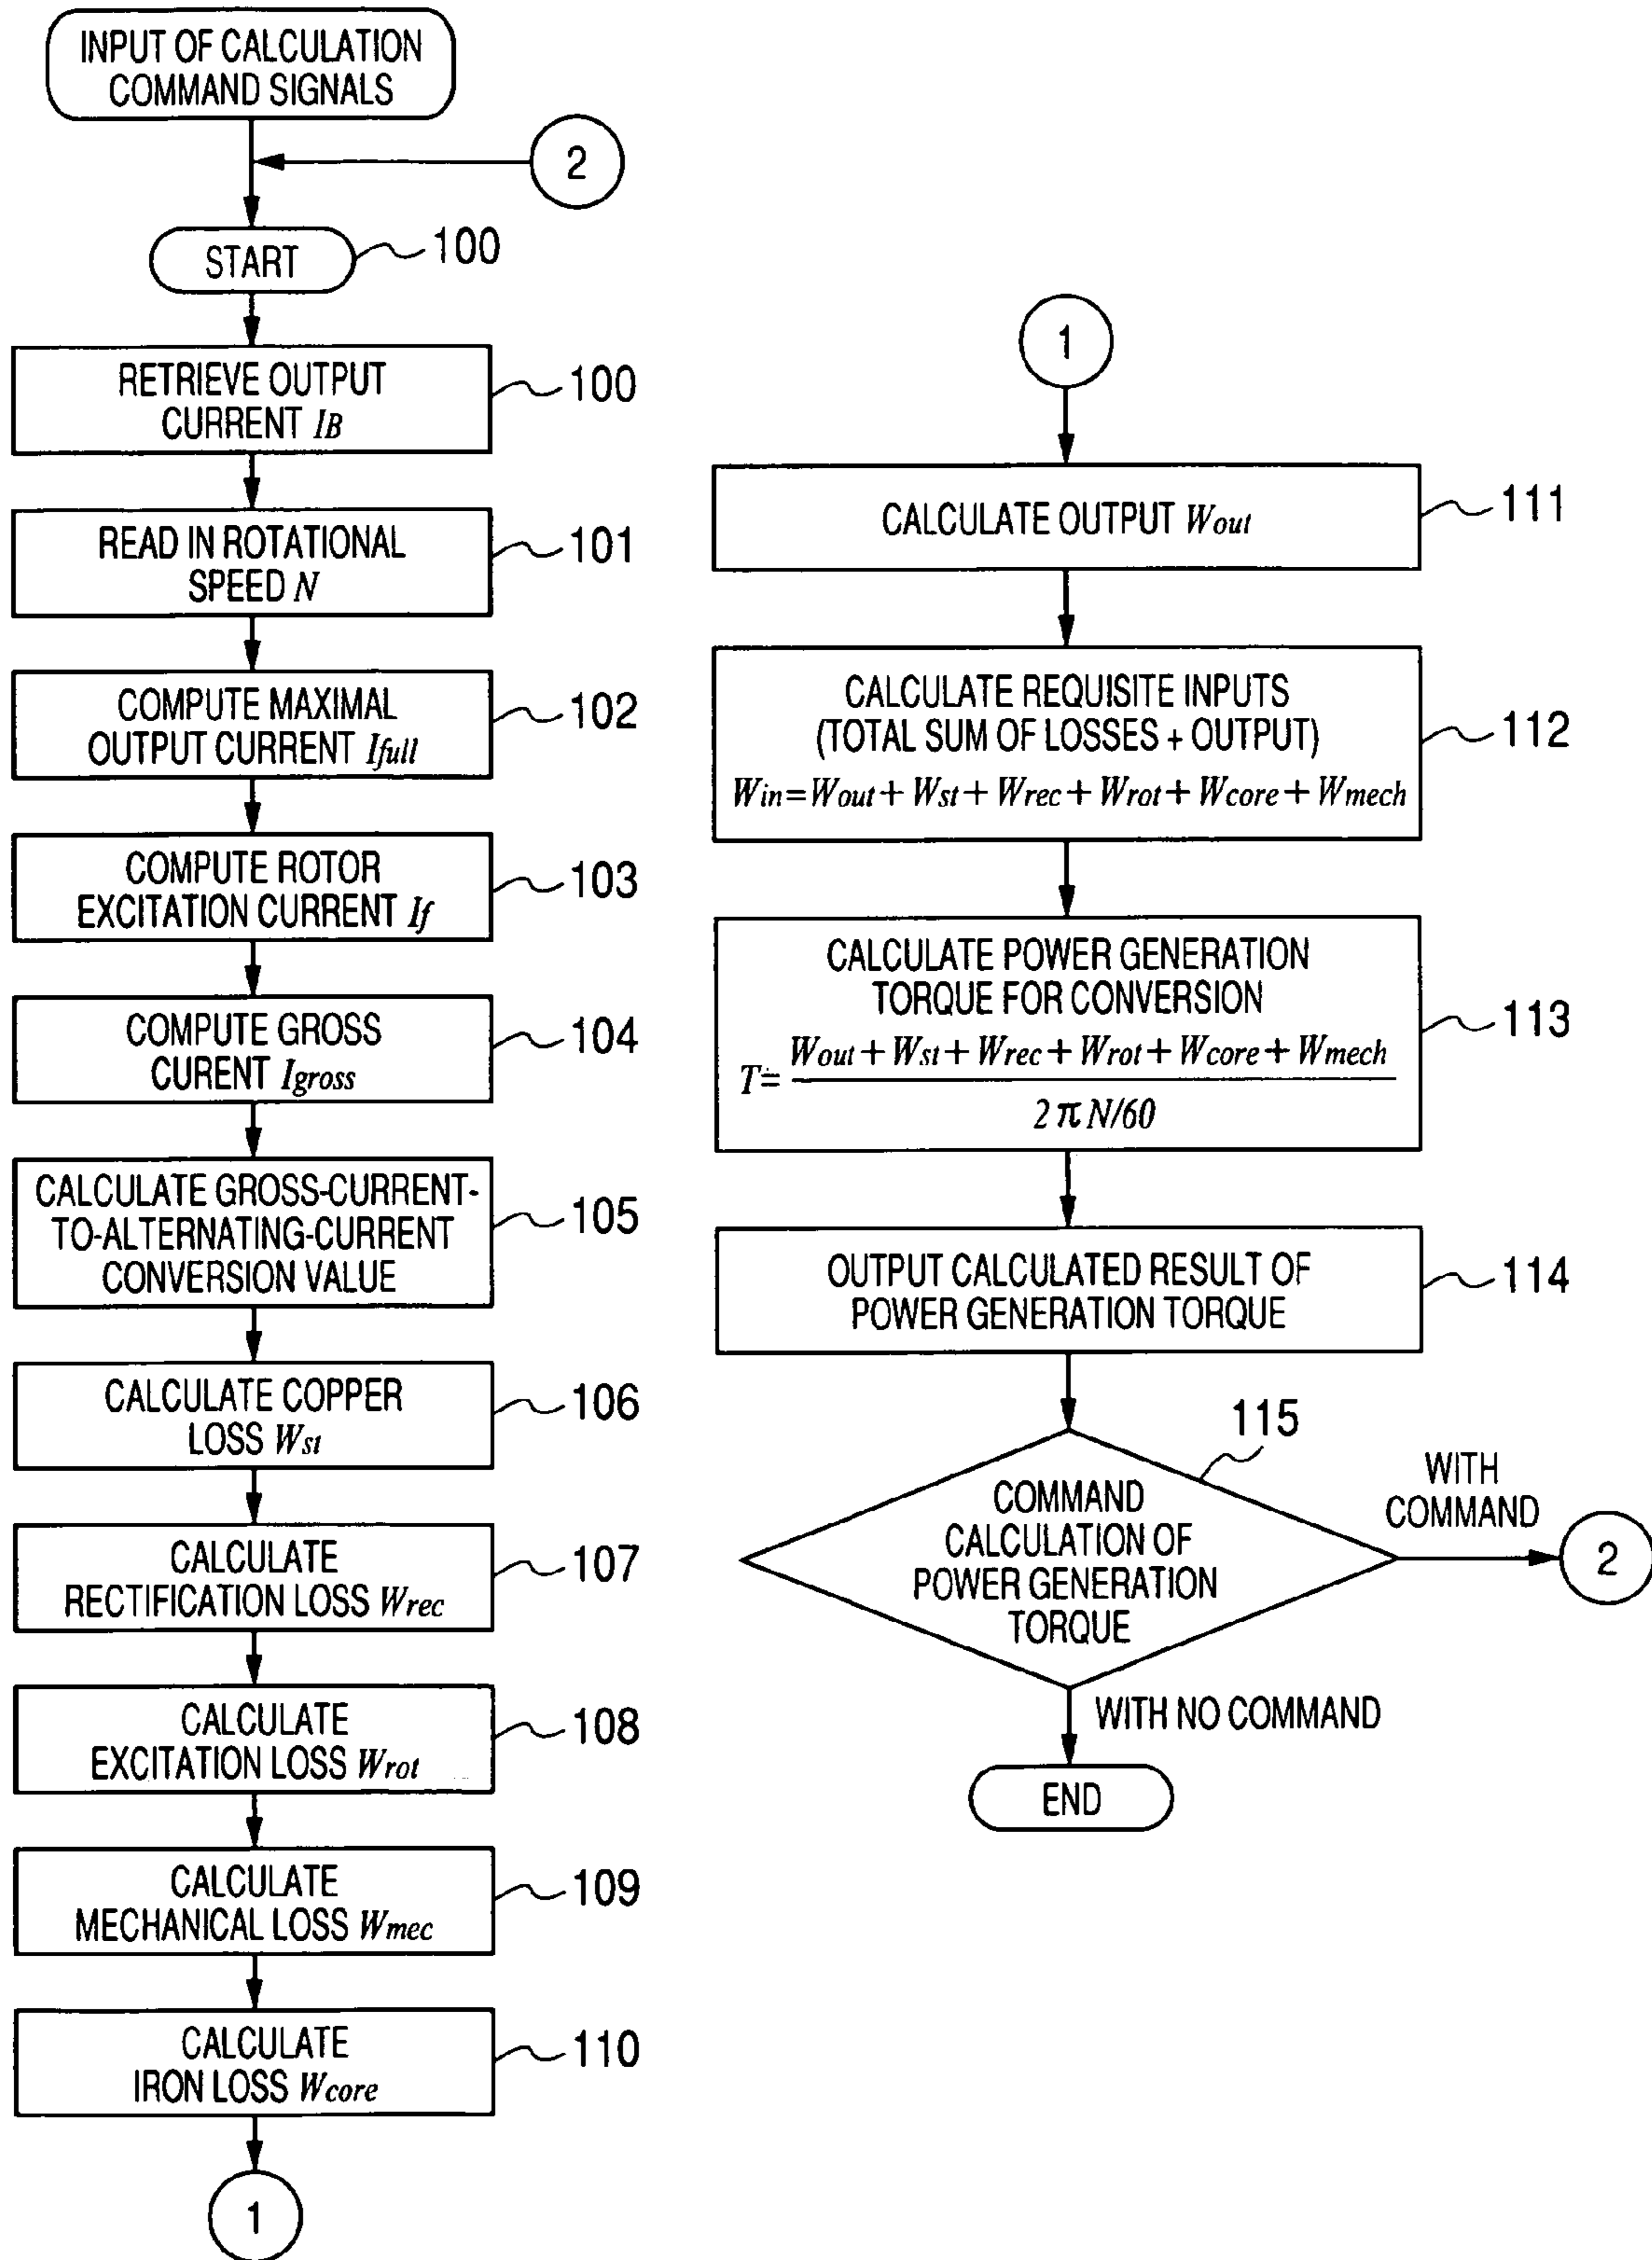 INPUT OF CALCULATION
COMMAND SIGNALS
2
START
100
RETRIEVE OUTPUT
CURRENT IB
100
READ IN ROTATIONAL
SPEED N
101
COMPUTE MAXIMAL
OUTPUT CURRENT Ifull
102
COMPUTE ROTOR
EXCITATION CURRENT If
103
COMPUTE GROSS
CURENT Igross
104
CALCULATE GROSS-CURRENT-
TO-ALTERNATING-CURRENT
CONVERSION VALUE
105
CALCULATE COPPER
LOSS Wst
106
CALCULATE
RECTIFICATION LOSS Wrec
107
CALCULATE
EXCITATION LOSS Wrot
108
CALCULATE
MECHANICAL LOSS Wmec
109
CALCULATE
IRON LOSS Wcore
110
1
1
CALCULATE OUTPUT Wout
111
CALCULATE REQUISITE INPUTS
(TOTAL SUM OF LOSSES + OUTPUT)
Win=Wout+Wst+Wrec+Wrot+Wcore+Wmech
112
CALCULATE POWER GENERATION
TORQUE FOR CONVERSION
T= Wout+Wst+Wrec+Wrot+Wcore+Wmech
2πN/60
113
OUTPUT CALCULATED RESULT OF
POWER GENERATION TORQUE
114
115
COMMAND
CALCULATION OF
POWER GENERATION
TORQUE
WITH
COMMAND
2
WITH NO COMMAND
END